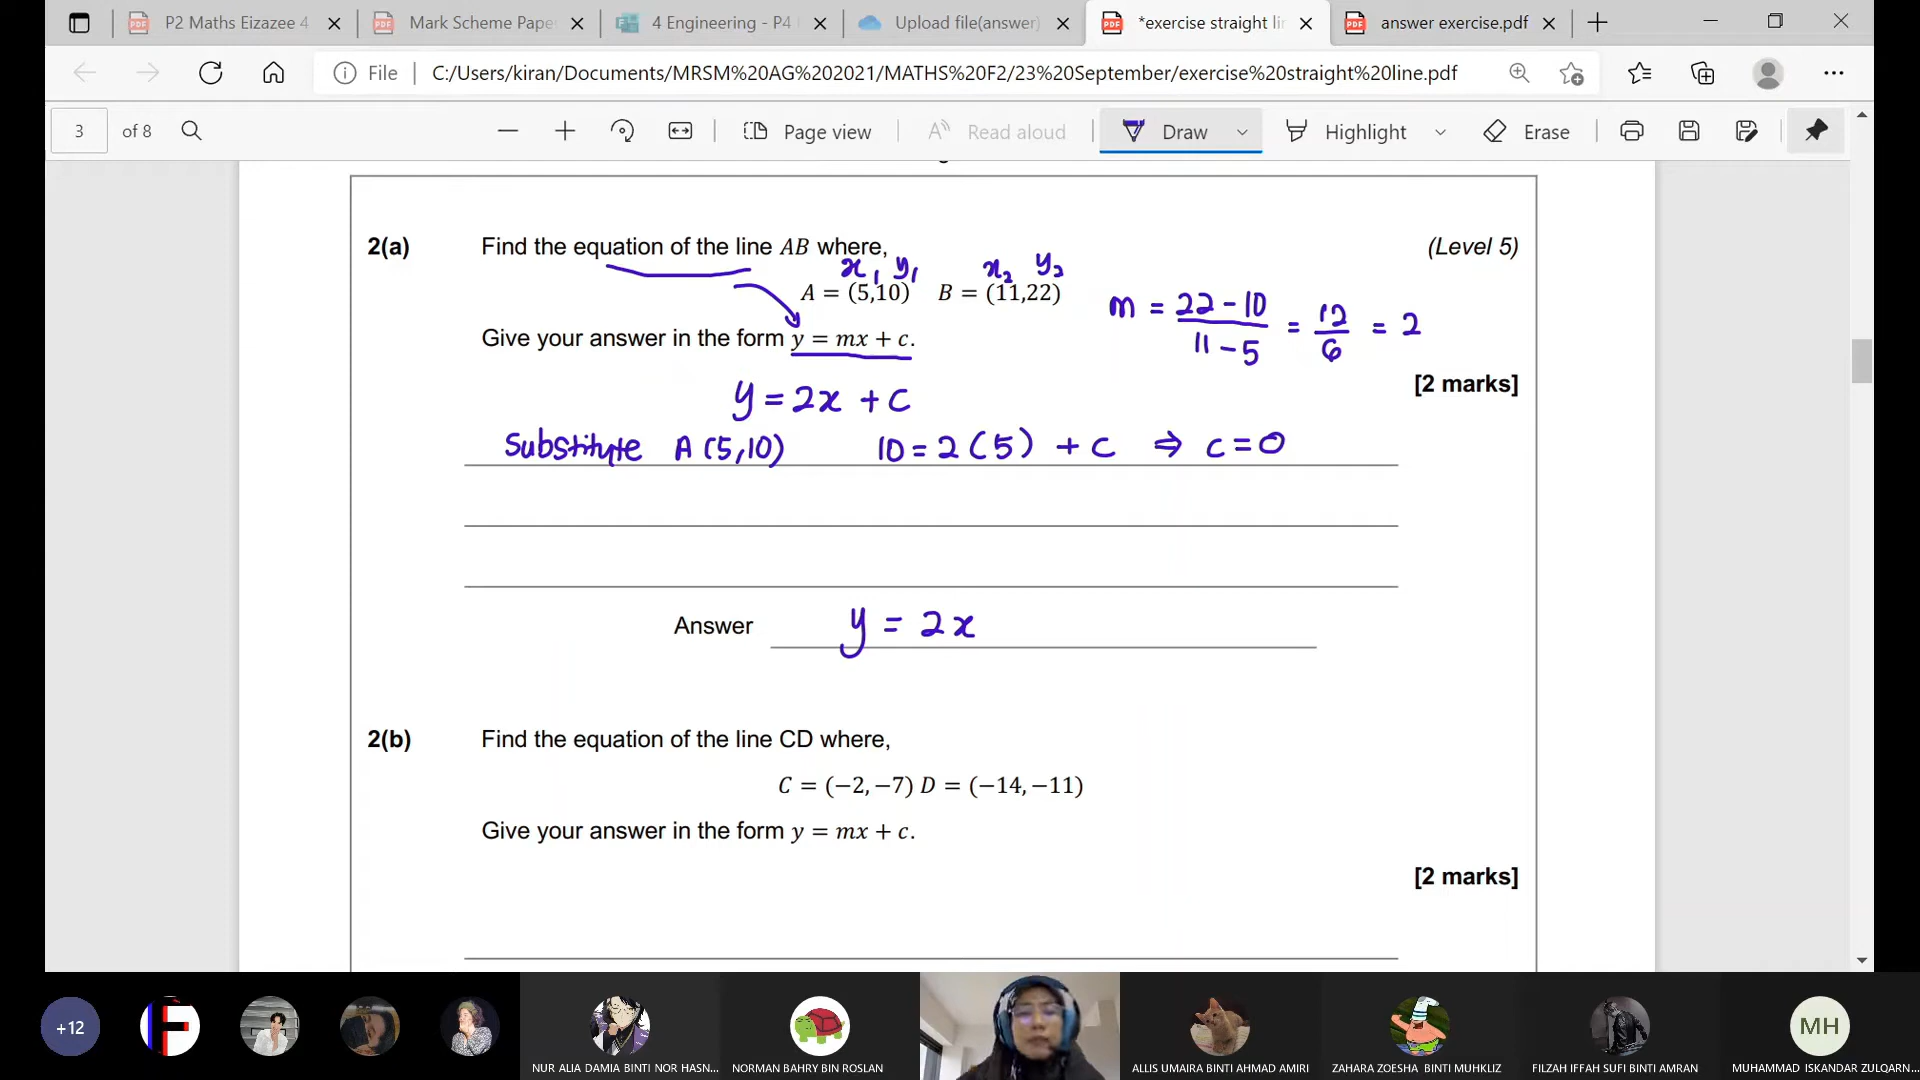 P2 Maths Eizazee 4
Mark Scheme Pape
4 Engineering - P4
Upload file(answer)
*exercise straight li
answer exercise.pdf
File
C:/Users/kiran/Documents/MRSM%20AG%202021/MATHS%20F2/23%20September/exercise%20straight%20line.pdf
3 of 8
Page view
Read aloud
Draw
Highlight
Erase
2(a) Find the equation of the line AB where, (Level 5)
x₁ y₁ x₂ y₂
A = (5,10) B = (11,22)
m = 22 - 10 / 11 - 5 = 12/6 = 2
Give your answer in the form y = mx + c.
[2 marks]
y = 2x + c
Substitute A (5,10) 10 = 2 (5) + c ⇒ c = 0
Answer y = 2x
2(b) Find the equation of the line CD where,
C = (−2, −7) D = (−14, −11)
Give your answer in the form y = mx + c.
[2 marks]
+12
F
NUR ALIA DAMIA BINTI NOR HASN...
NORMAN BAHRY BIN ROSLAN
ALLIS UMAIRA BINTI AHMAD AMIRI
ZAHARA ZOESHA BINTI MUHKLIZ
FILZAH IFFAH SUFI BINTI AMRAN
MH
MUHAMMAD ISKANDAR ZULQARN...